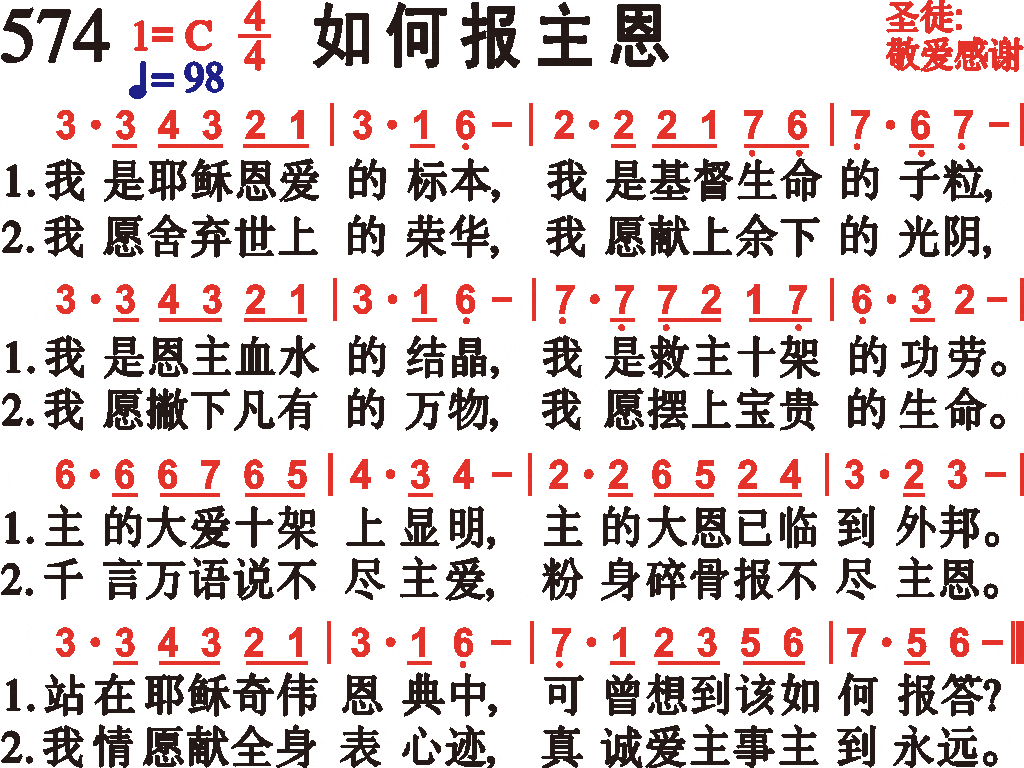 574 1=C 4/4 ♩=98 如何报主恩 圣徒:
敬爱感谢
3·3 4 3 2 1 | 3·1 6 – | 2·2 2 1 7 6 | 7·6 7 – |
1.我是耶稣恩爱的标本,我是基督生命的子粒,
2.我愿舍弃世上的荣华,我愿献上余下的光阴,
3·3 4 3 2 1 | 3·1 6 – | 7·7 7 2 1 7 | 6·3 2 – |
1.我是恩主血水的结晶,我是救主十架的功劳。
2.我愿撇下凡有的万物,我愿摆上宝贵的生命。
6·6 6 7 6 5 | 4·3 4 – | 2·2 6 5 2 4 | 3·2 3 – |
1.主的大爱十架上显明,主的大恩已临到外邦。
2.千言万语说不尽主爱,粉身碎骨报不尽主恩。
3·3 4 3 2 1 | 3·1 6 – | 7·1 2 3 5 6 | 7·5 6 – ‖
1.站在耶稣奇伟恩典中,可曾想到该如何报答?
2.我情愿献全身表心迹,真诚爱主事主到永远。